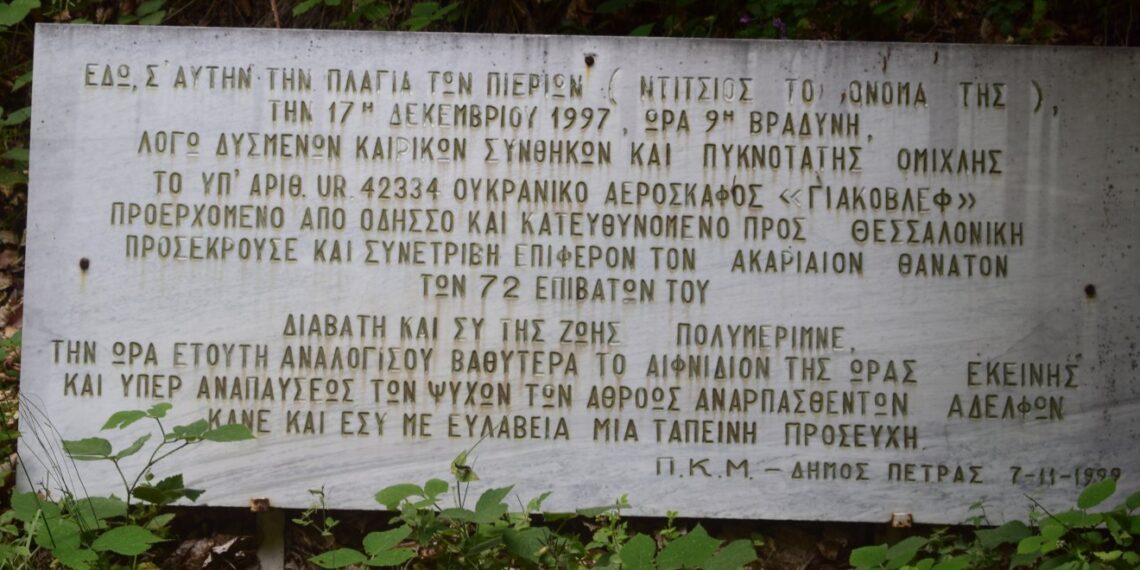 ΕΔΩ, Σ΄ ΑΥΤΗΝ ΤΗΝ ΠΛΑΓΙΑ ΤΩΝ ΠΙΕΡΙΩΝ ( ΝΤΙΤΣΙΟΣ ΤΟ ΟΝΟΜΑ ΤΗΣ ),
ΤΗΝ 17Η ΔΕΚΕΜΒΡΙΟΥ 1997, ΩΡΑ 9Η ΒΡΑΔΥΝΗ,
ΛΟΓΩ ΔΥΣΜΕΝΩΝ ΚΑΙΡΙΚΩΝ ΣΥΝΘΗΚΩΝ ΚΑΙ ΠΥΚΝΟΤΑΤΗΣ ΟΜΙΧΛΗΣ
ΤΟ ΥΠ' ΑΡΙΘ. UR. 42334 ΟΥΚΡΑΝΙΚΟ ΑΕΡΟΣΚΑΦΟΣ «ΓΙΑΚΟΒΛΕΦ»
ΠΡΟΕΡΧΟΜΕΝΟ ΑΠΟ ΟΔΗΣΣΟ ΚΑΙ ΚΑΤΕΥΘΥΝΟΜΕΝΟ ΠΡΟΣ ΘΕΣΣΑΛΟΝΙΚΗ
ΠΡΟΣΕΚΡΟΥΣΕ ΚΑΙ ΣΥΝΕΤΡΙΒΗ ΕΠΙΦΕΡΟΝ ΤΟΝ ΑΚΑΡΙΑΙΟΝ ΘΑΝΑΤΟΝ
ΤΩΝ 72 ΕΠΙΒΑΤΩΝ ΤΟΥ
ΔΙΑΒΑΤΗ ΚΑΙ ΣΥ ΤΗΣ ΖΩΗΣ ΠΟΛΥΜΕΡΙΜΝΕ,
ΤΗΝ ΩΡΑ ΕΤΟΥΤΗ ΑΝΑΛΟΓΙΣΟΥ ΒΑΘΥΤΕΡΑ ΤΟ ΑΙΦΝΙΔΙΟΝ ΤΗΣ ΩΡΑΣ ΕΚΕΙΝΗΣ
ΚΑΙ ΥΠΕΡ ΑΝΑΠΑΥΣΕΩΣ ΤΩΝ ΨΥΧΩΝ ΤΩΝ ΑΘΡΟΩΣ ΑΝΑΡΠΑΣΘΕΝΤΩΝ ΑΔΕΛΦΩΝ
ΚΑΝΕ ΚΑΙ ΕΣΥ ΜΕ ΕΥΛΑΒΕΙΑ ΜΙΑ ΤΑΠΕΙΝΗ ΠΡΟΣΕΥΧΗ.
Π.Κ.Μ. – ΔΗΜΟΣ ΠΕΤΡΑΣ 7-11-1999